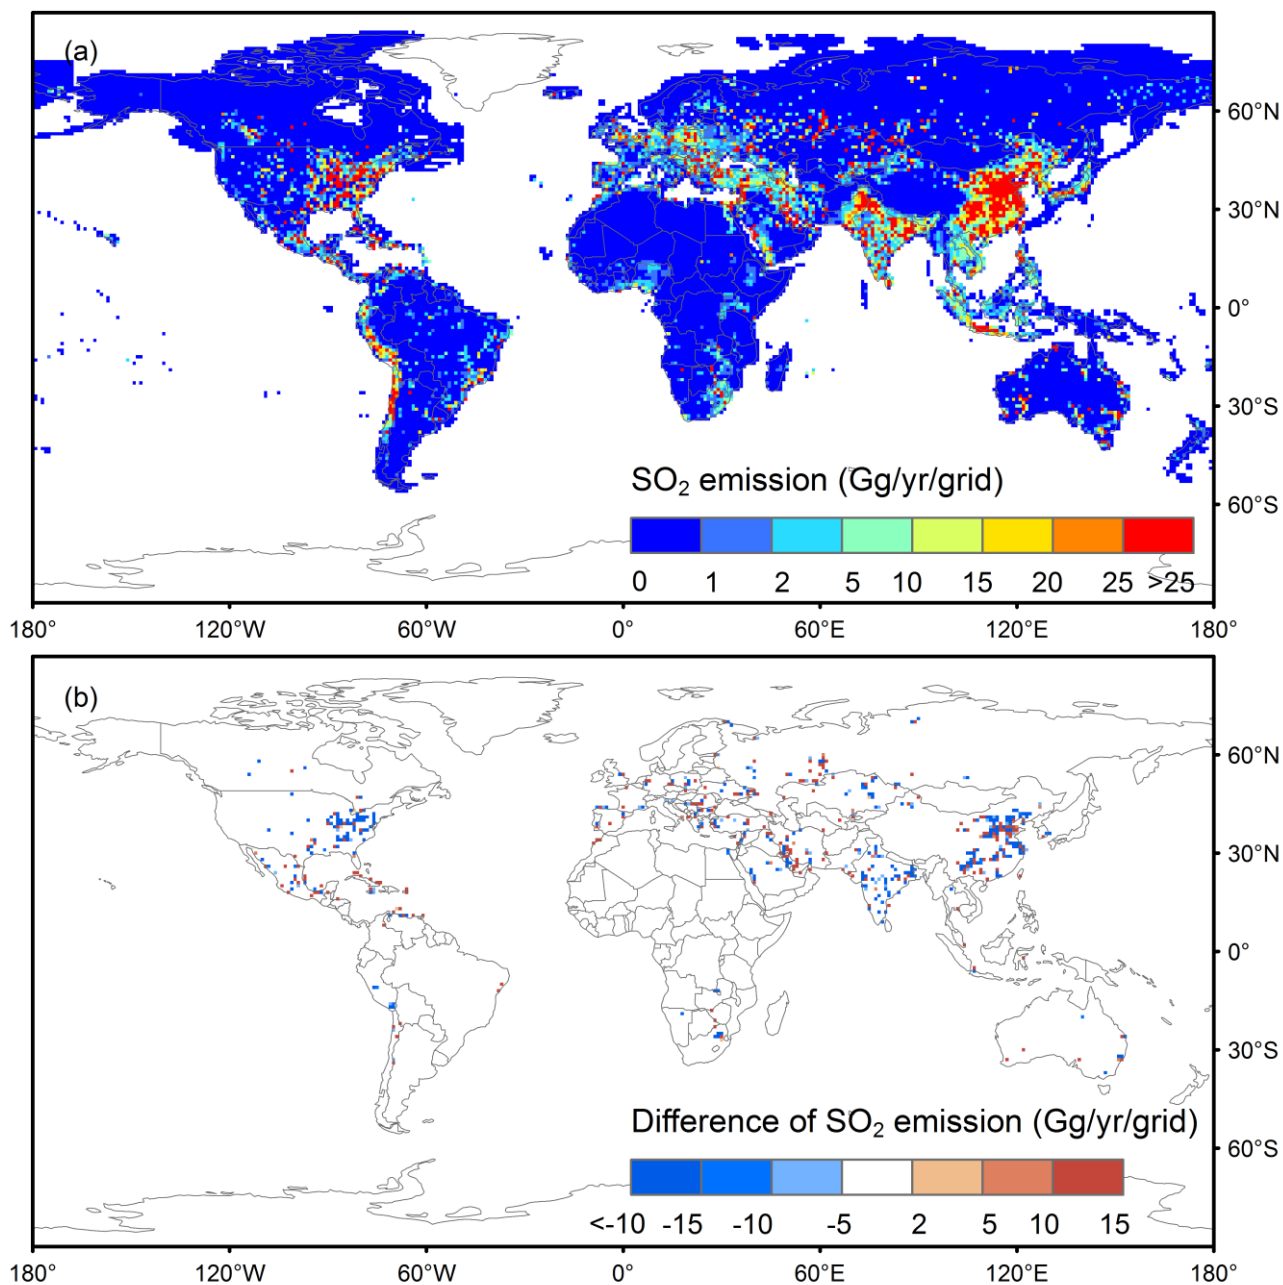 (a)
60°N
30°N
0°
30°S
60°S
SO₂ emission (Gg/yr/grid)
0 1 2 5 10 15 20 25 >25
180° 120°W 60°W 0° 60°E 120°E 180°
(b)
60°N
30°N
0°
30°S
60°S
Difference of SO₂ emission (Gg/yr/grid)
<-10 -15 -10 -5 2 5 10 15
180° 120°W 60°W 0° 60°E 120°E 180°